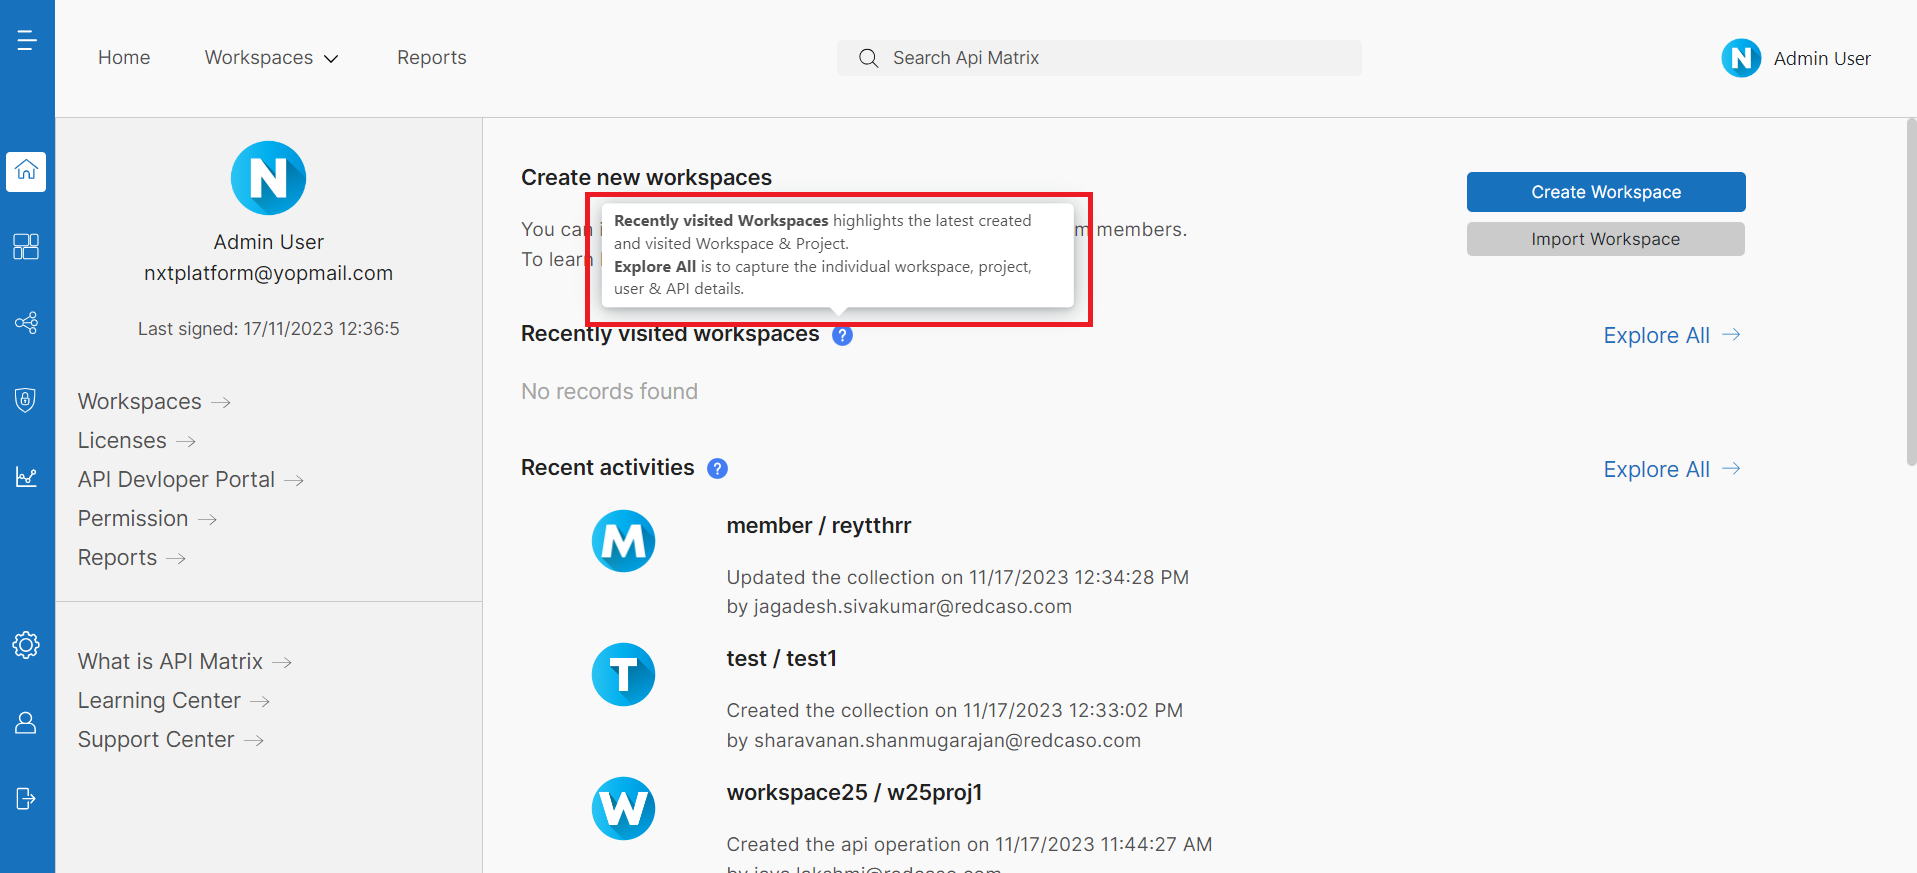 Home
Workspaces
Reports
Search Api Matrix
N
Admin User
N
Admin User
nxtplatform@yopmail.com
Last signed: 17/11/2023 12:36:5
Workspaces
Licenses
API Devloper Portal
Permission
Reports
What is API Matrix
Learning Center
Support Center
Create new workspaces
You can i
m members.
To learn
Recently visited Workspaces highlights the latest created
and visited Workspace & Project.
Explore All is to capture the individual workspace, project,
user & API details.
Create Workspace
Import Workspace
Recently visited workspaces ?
Explore All
No records found
Recent activities ?
Explore All
M
member / reytthrr
Updated the collection on 11/17/2023 12:34:28 PM
by jagadesh.sivakumar@redcaso.com
T
test / test1
Created the collection on 11/17/2023 12:33:02 PM
by sharavanan.shanmugarajan@redcaso.com
W
workspace25 / w25proj1
Created the api operation on 11/17/2023 11:44:27 AM